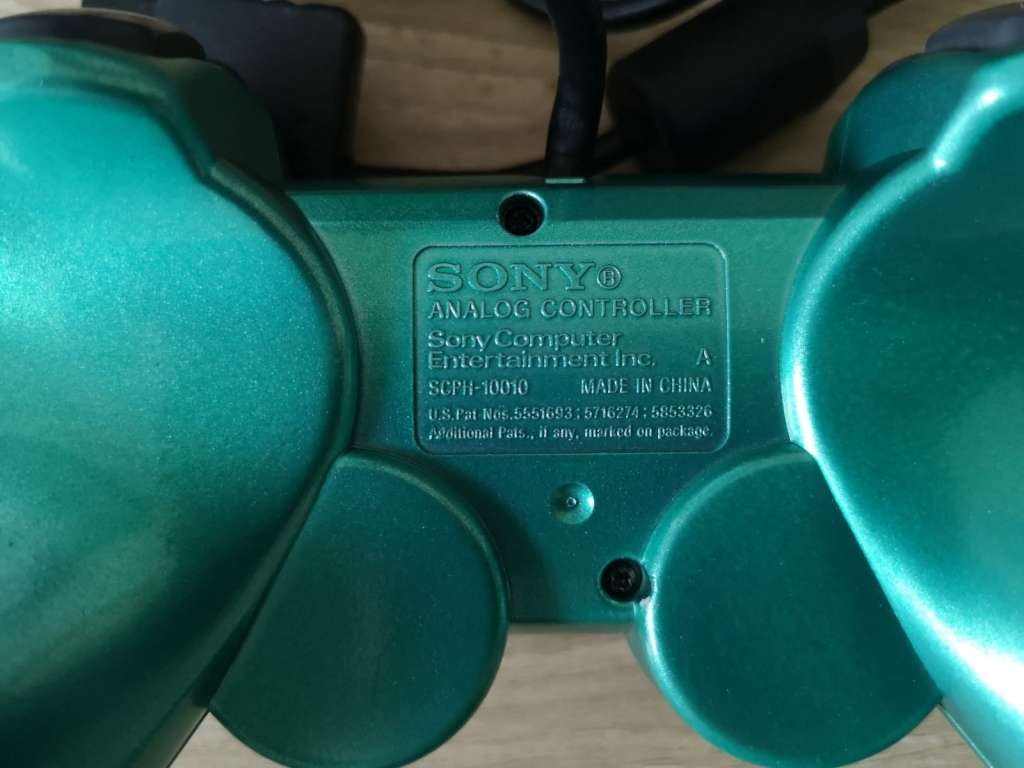 SONY®
ANALOG CONTROLLER
Sony Computer
Entertainment Inc. A
SCPH-10010 MADE IN CHINA
U.S. Pat Nos. 5551693 ; 5716274 ; 5853326
Additional Pats., if any, marked on package.